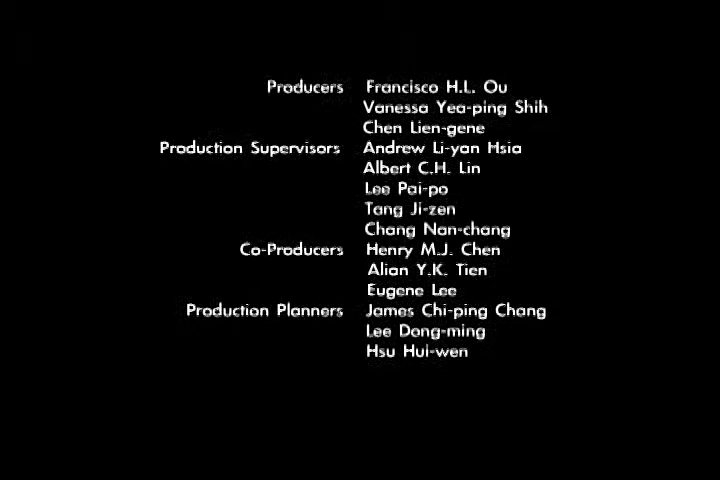 Producers Francisco H.L. Ou
Vanessa Yea-ping Shih
Chen Lien-gene
Production Supervisors Andrew Li-yan Hsia
Albert C.H. Lin
Lee Pai-po
Tang Ji-zen
Chang Nan-chang
Co-Producers Henry M.J. Chen
Alian Y.K. Tien
Eugene Lee
Production Planners James Chi-ping Chang
Lee Dong-ming
Hsu Hui-wen